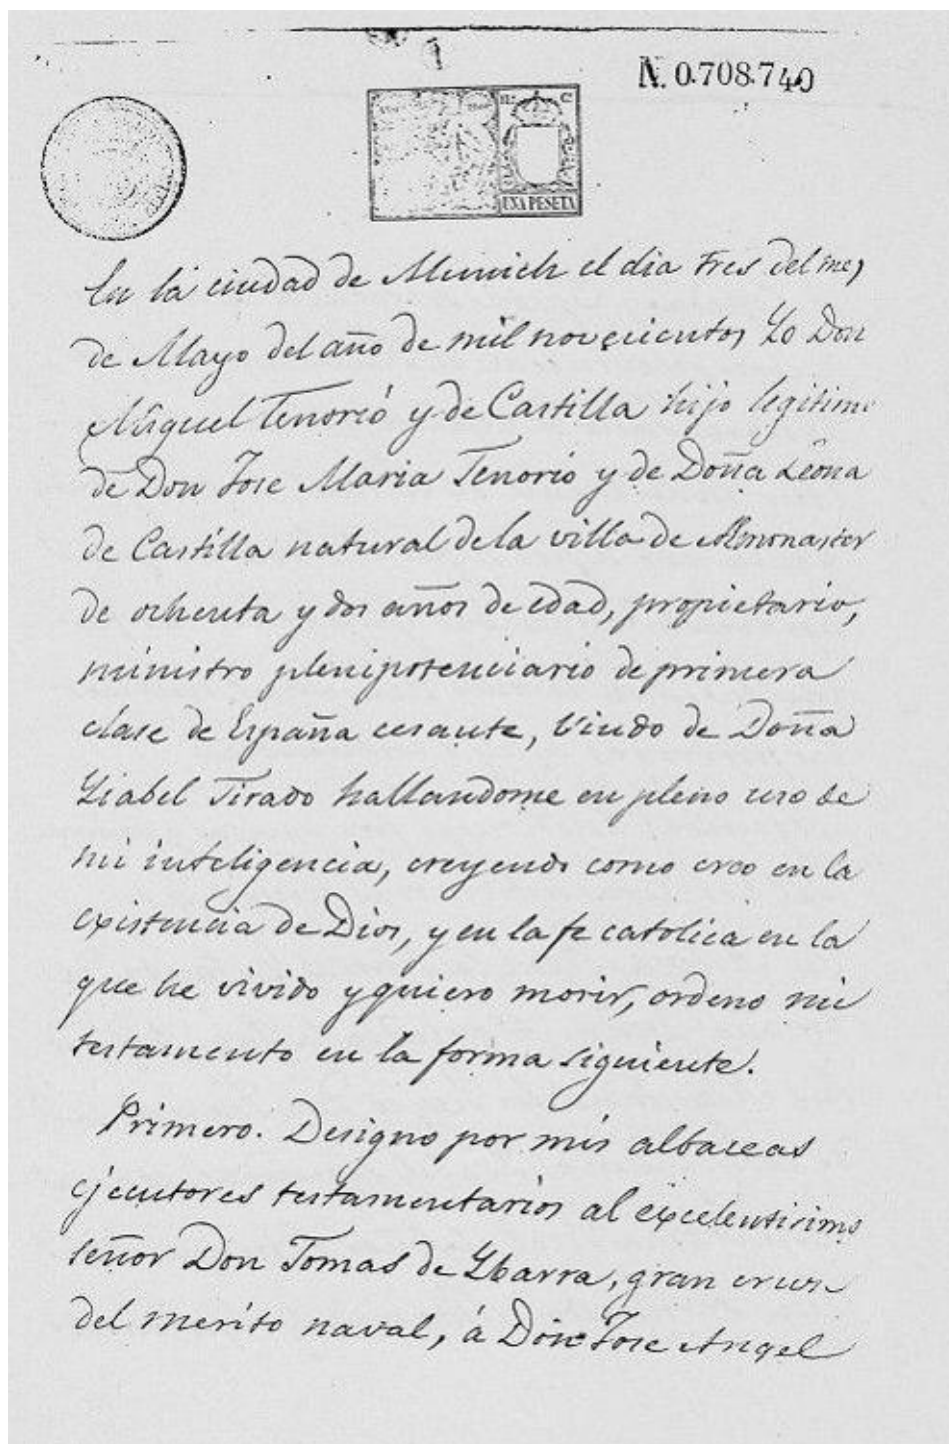 N. 0.708.740
UNA PESETA
En la ciudad de Munich el dia tres del mes
de Mayo del año de mil novecientos Yo Don
Miguel Tenorio y de Castilla hijo legitimo
de Don Jose Maria Tenorio y de Doña Leona
de Castilla natural de la villa de Almonaster
de ochenta y dos años de edad, propietario,
ministro plenipotenciario de primera
clase de España cesante, viudo de Doña
Ysabel Tirado hallandome en pleno uso de
mi inteligencia, creyendo como creo en la
existencia de Dios, y en la fe catolica en la
que he vivido y quiero morir, ordeno mi
testamento en la forma siguiente.
Primero. Designo por mis albaceas
ejecutores testamentarios al excelentisimo
señor Don Tomas de Ybarra, gran cruz
del merito naval, á Don Jose Angel